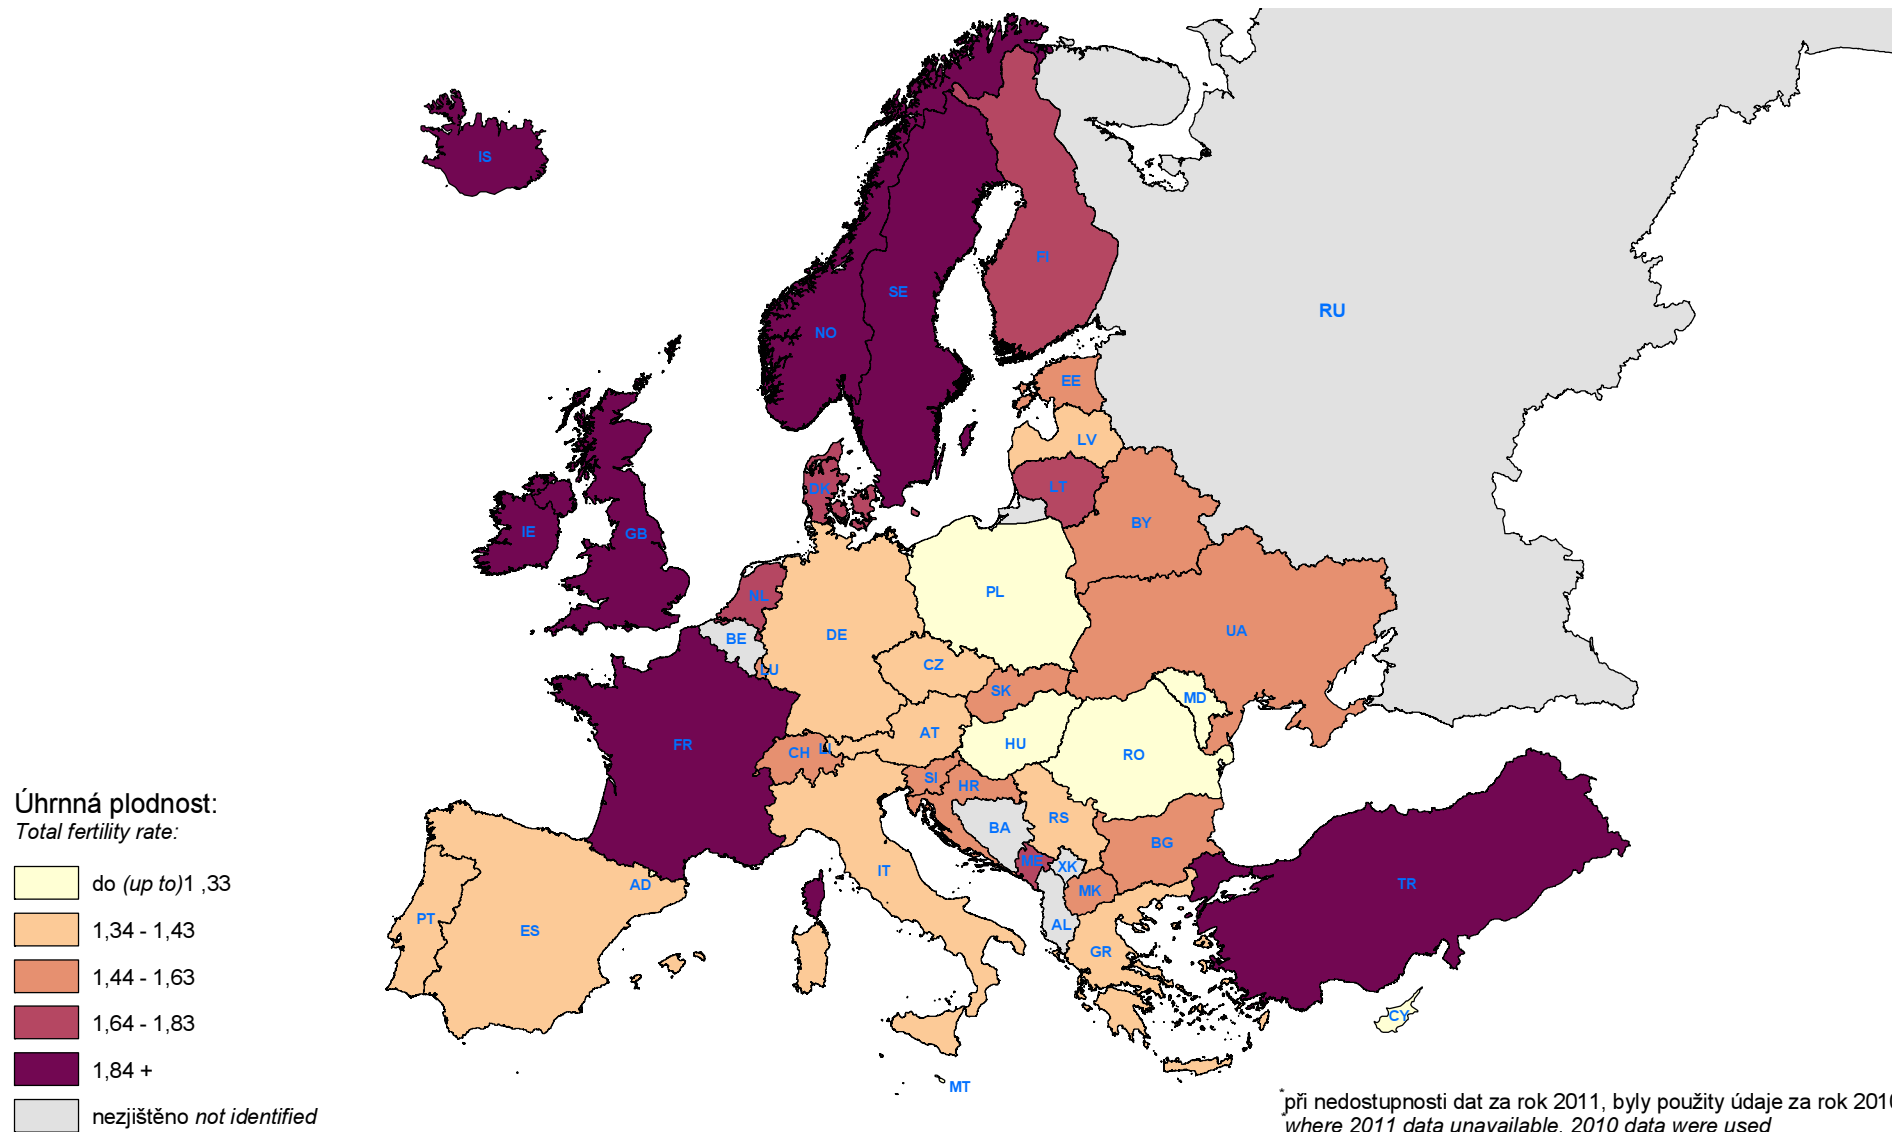 IS
FI
SE
NO
RU
EE
LV
LT
DK
BY
IE
GB
NL
PL
BE
DE
UA
LU
CZ
SK
MD
FR
CH
LI
AT
HU
RO
SI
HR
BA
RS
BG
ME
XK
MK
IT
AD
TR
PT
ES
AL
GR
CY
MT
Úhrnná plodnost:
Total fertility rate:
do (up to)1 ,33
1,34 - 1,43
1,44 - 1,63
1,64 - 1,83
1,84 +
nezjištěno not identified
*při nedostupnosti dat za rok 2011, byly použity údaje za rok 2010
*where 2011 data unavailable, 2010 data were used